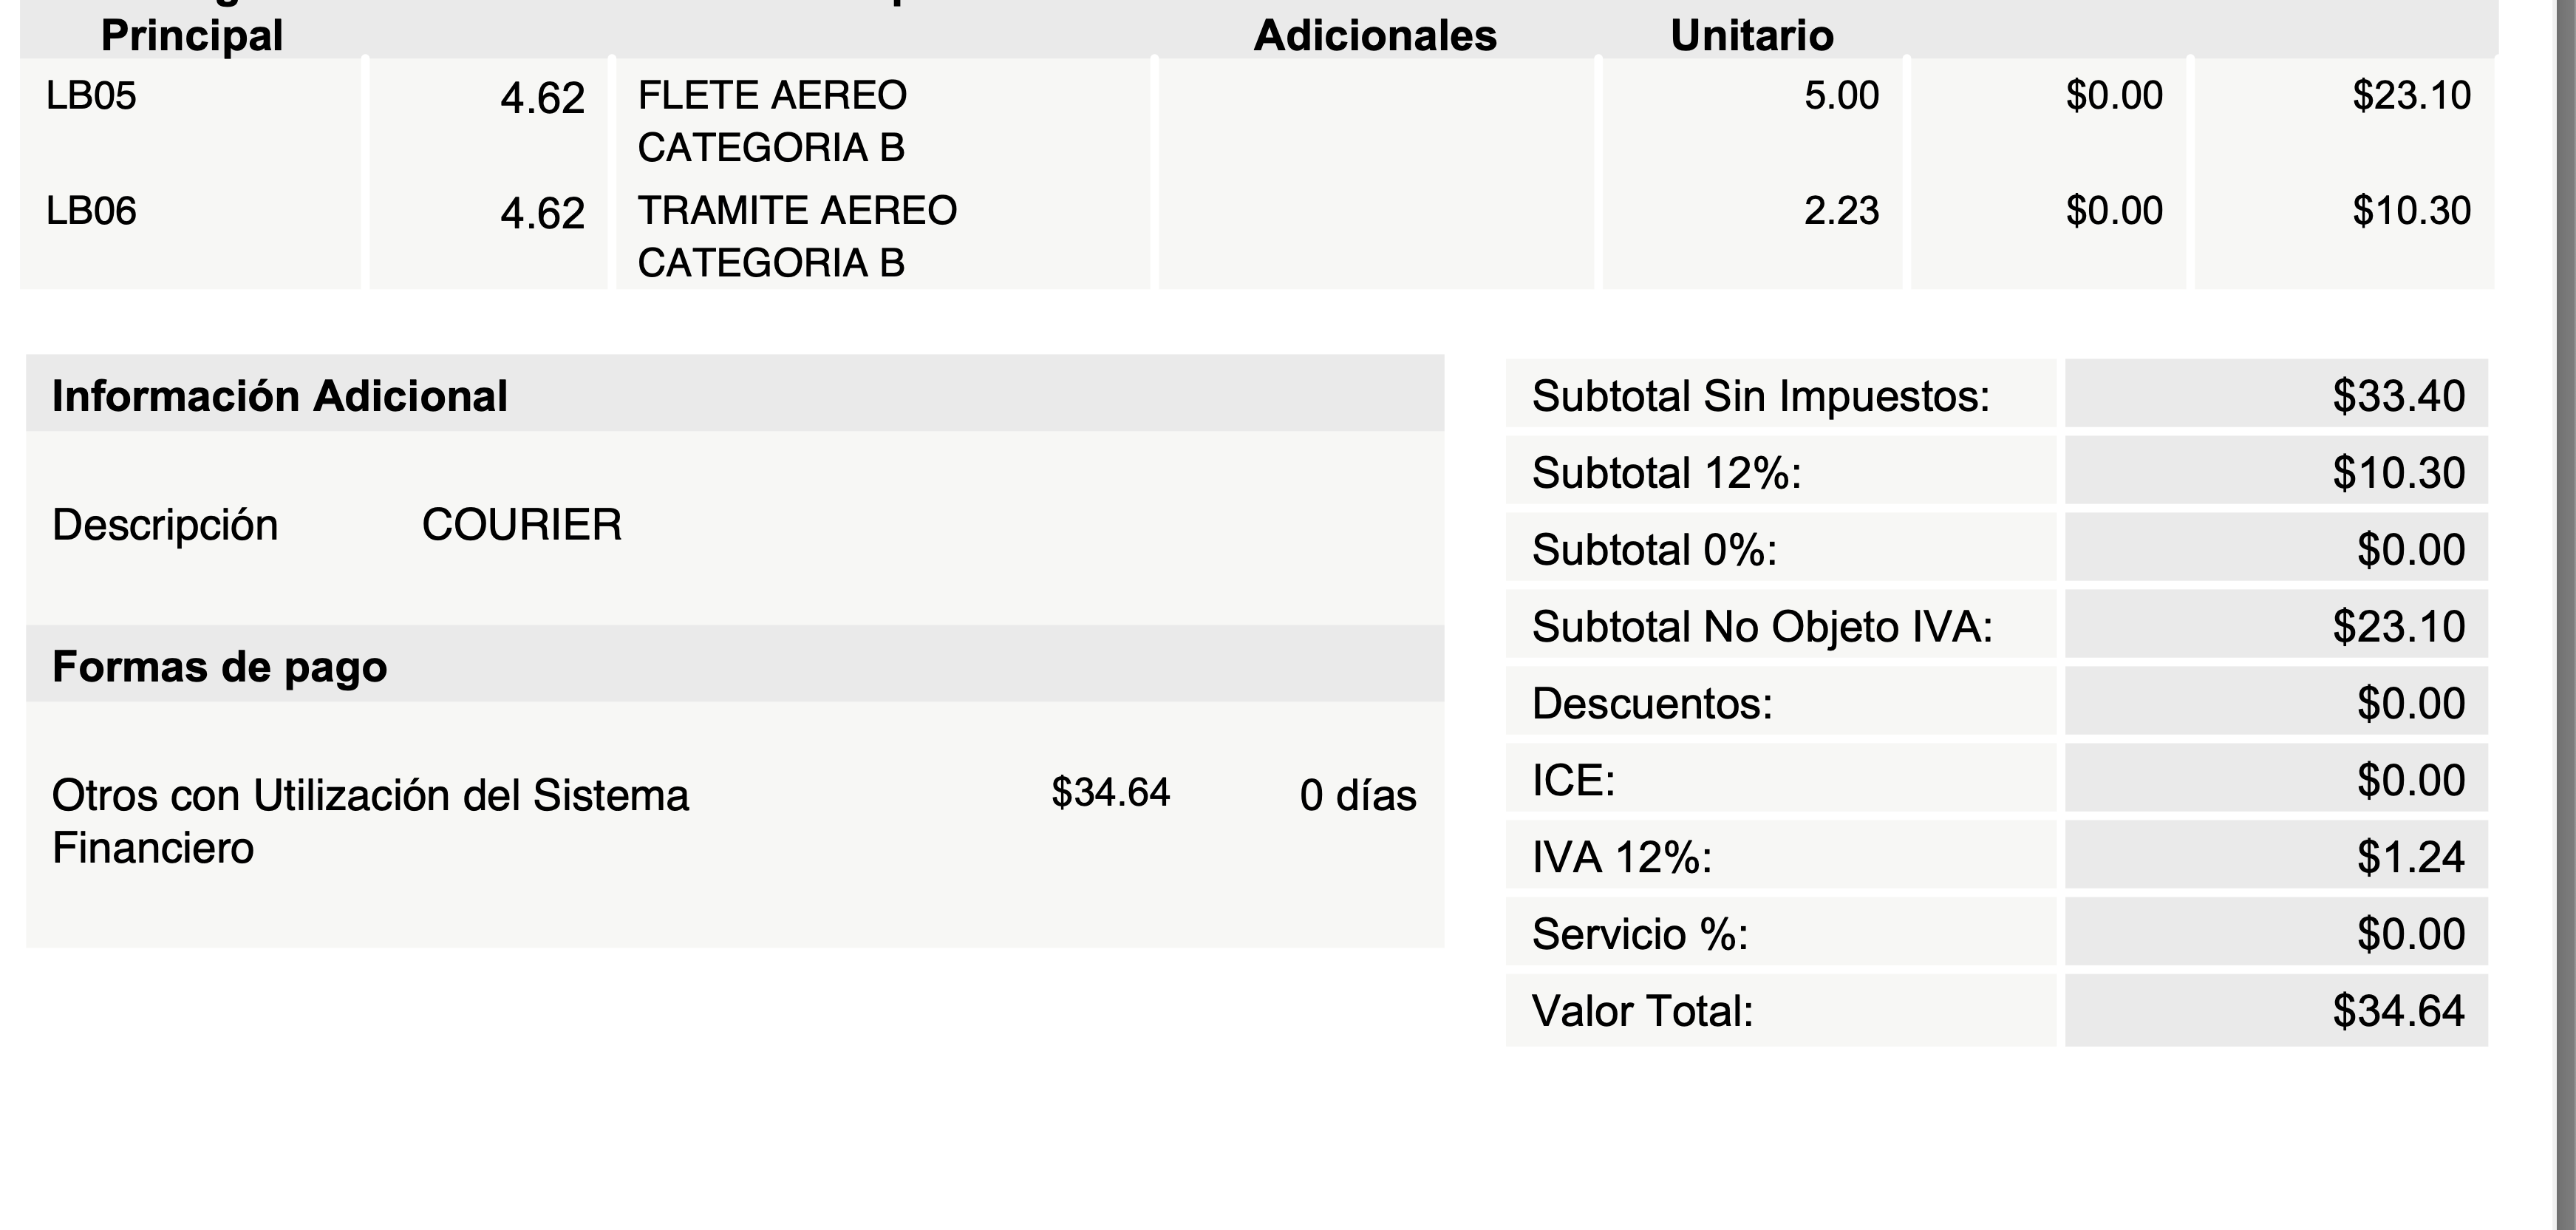 Principal Adicionales Unitario
LB05 4.62 FLETE AEREO 5.00 $0.00 $23.10
CATEGORIA B
LB06 4.62 TRAMITE AEREO 2.23 $0.00 $10.30
CATEGORIA B
Información Adicional
Descripción COURIER
Formas de pago
Otros con Utilización del Sistema $34.64 0 días
Financiero
Subtotal Sin Impuestos: $33.40
Subtotal 12%: $10.30
Subtotal 0%: $0.00
Subtotal No Objeto IVA: $23.10
Descuentos: $0.00
ICE: $0.00
IVA 12%: $1.24
Servicio %: $0.00
Valor Total: $34.64